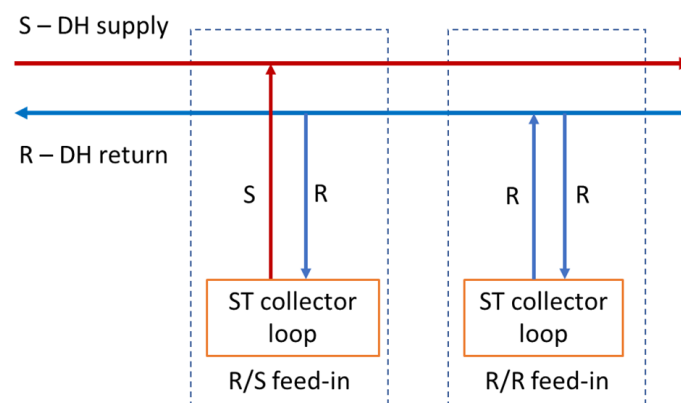 S – DH supply
R – DH return
S
R
R
R
ST collector
loop
ST collector
loop
R/S feed-in
R/R feed-in